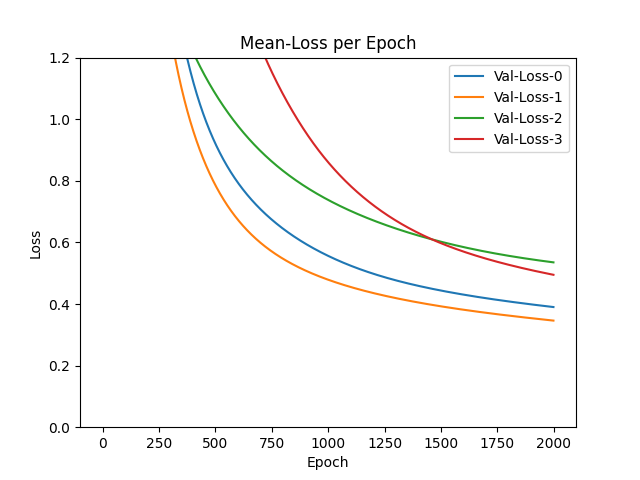 Mean-Loss per Epoch
Val-Loss-0
Val-Loss-1
Val-Loss-2
Val-Loss-3
1.2
1.0
0.8
0.6
0.4
0.2
0.0
Loss
0 250 500 750 1000 1250 1500 1750 2000
Epoch